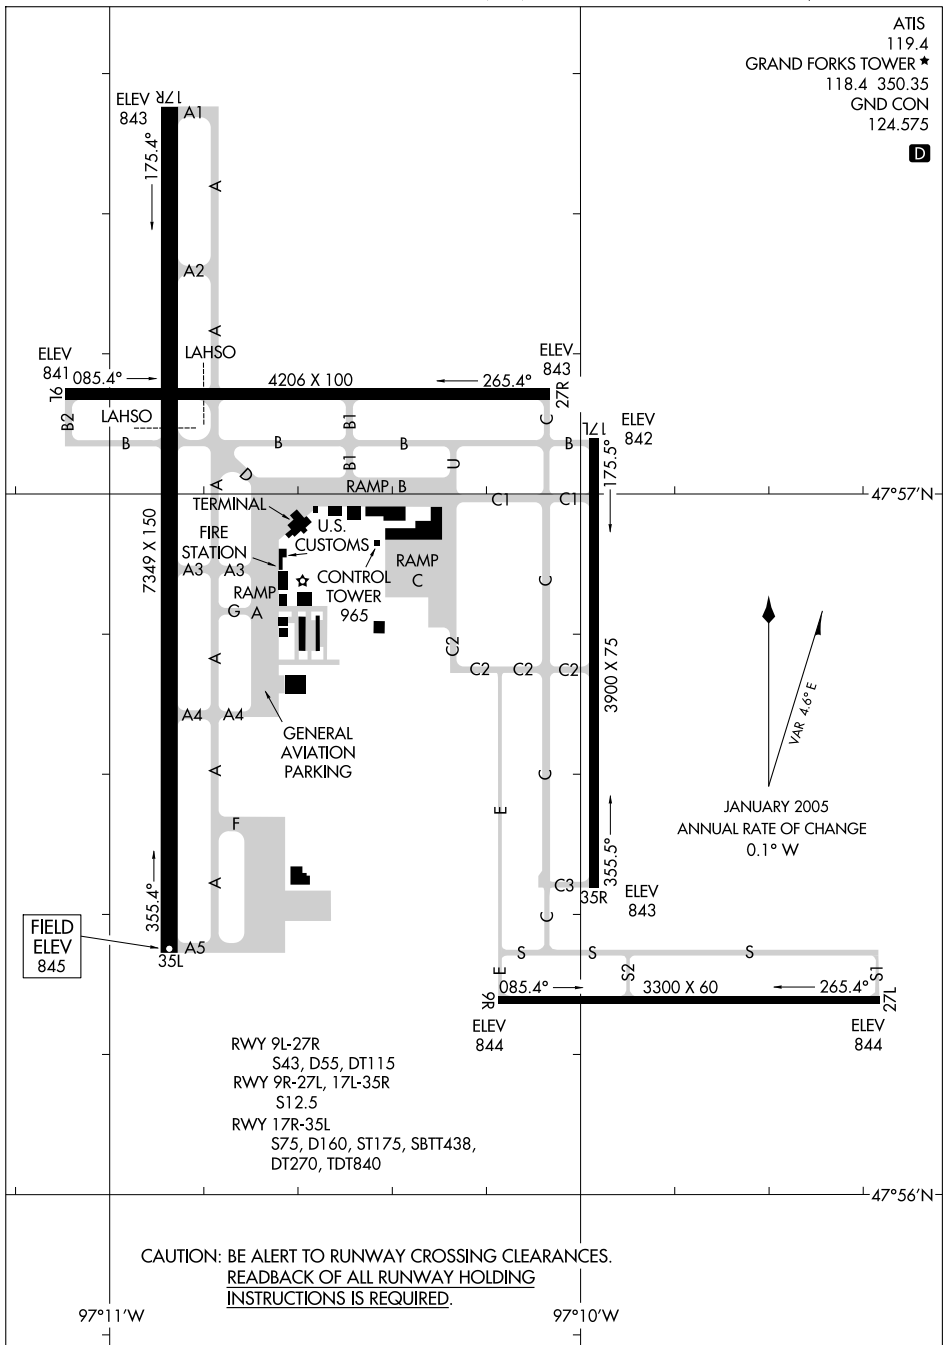 ATIS
119.4
GRAND FORKS TOWER ★
118.4 350.35
GND CON
124.575
D
17R
ELEV
843
A1
175.4°
A
A2
A
LAHSO
ELEV
841
085.4°
4206 X 100
265.4°
ELEV
843
9L
27R
LAHSO
B2
B
B
B1
B
C
B
17L
ELEV
842
175.5°
B1
U
D
A
RAMP B
C1
C1
47°57'N
TERMINAL
U.S.
CUSTOMS
FIRE
STATION
7349 X 150
A3
A3
RAMP
A
G
CONTROL
TOWER
965
RAMP
C
C
A
C2
C2
C2
C2
3900 X 75
VAR 4.6° E
A4
A4
GENERAL
AVIATION
PARKING
A
C
E
JANUARY 2005
ANNUAL RATE OF CHANGE
0.1° W
F
355.5°
A
355.4°
C3
35R
ELEV
843
C
FIELD
ELEV
845
A5
35L
S
S
S
E
S2
S1
085.4°
3300 X 60
265.4°
9R
27L
ELEV
844
ELEV
844
RWY 9L-27R
S43, D55, DT115
RWY 9R-27L, 17L-35R
S12.5
RWY 17R-35L
S75, D160, ST175, SBTT438,
DT270, TDT840
47°56'N
CAUTION: BE ALERT TO RUNWAY CROSSING CLEARANCES.
READBACK OF ALL RUNWAY HOLDING
INSTRUCTIONS IS REQUIRED.
97°11'W
97°10'W